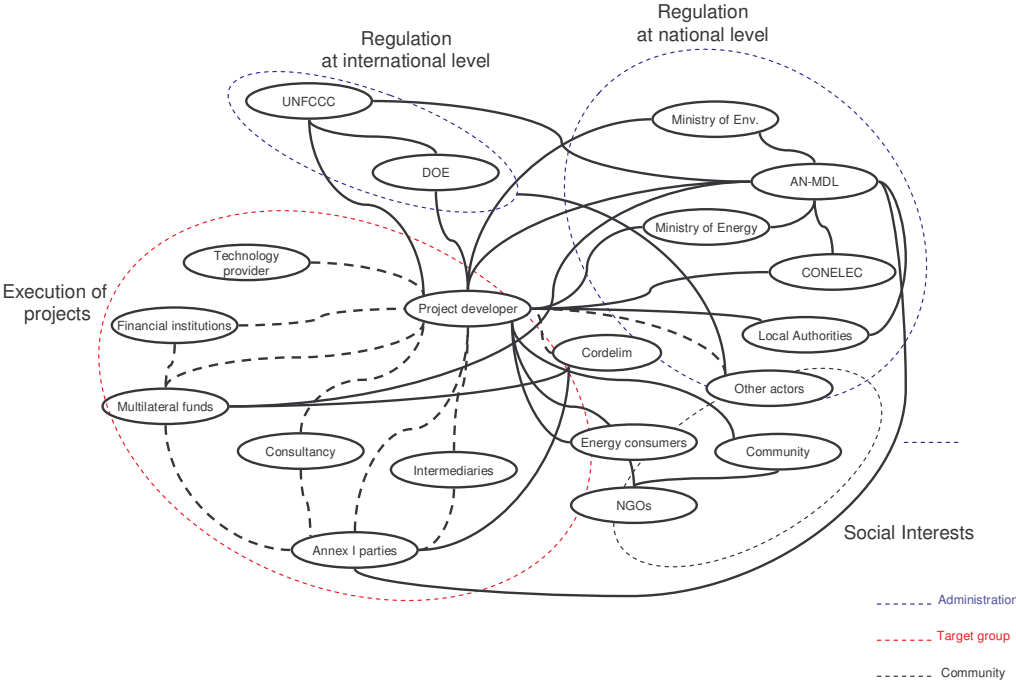 Regulation
at national level
Regulation
at international level
UNFCCC
Ministry of Env.
DOE
AN-MDL
Ministry of Energy
Technology
provider
CONELEC
Execution of
projects
Project developer
Financial institutions
Local Authorities
Cordelim
Other actors
Multilateral funds
Energy consumers
Consultancy
Community
Intermediaries
NGOs
Social Interests
Annex I parties
Administration
Target group
Community